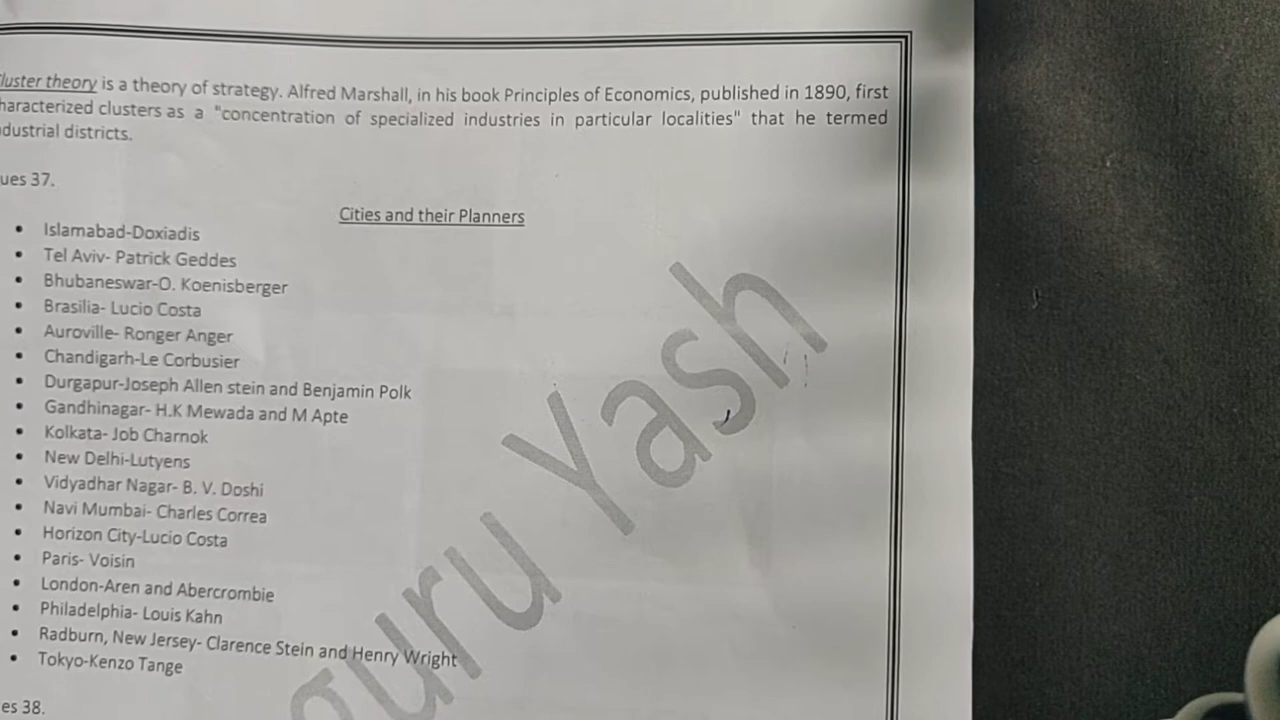 luster theory is a theory of strategy. Alfred Marshall, in his book Principles of Economics, published in 1890, first
haracterized clusters as a "concentration of specialized industries in particular localities" that he termed
dustrial districts.
ues 37.
Cities and their Planners
• Islamabad-Doxiadis
• Tel Aviv- Patrick Geddes
• Bhubaneswar-O. Koenisberger
• Brasilia- Lucio Costa
• Auroville- Ronger Anger
• Chandigarh-Le Corbusier
• Durgapur-Joseph Allen stein and Benjamin Polk
• Gandhinagar- H.K Mewada and M Apte
• Kolkata- Job Charnok
• New Delhi-Lutyens
• Vidyadhar Nagar- B. V. Doshi
• Navi Mumbai- Charles Correa
• Horizon City-Lucio Costa
• Paris- Voisin
• London-Aren and Abercrombie
• Philadelphia- Louis Kahn
• Radburn, New Jersey- Clarence Stein and Henry Wright
• Tokyo-Kenzo Tange
es 38.
guru Yash